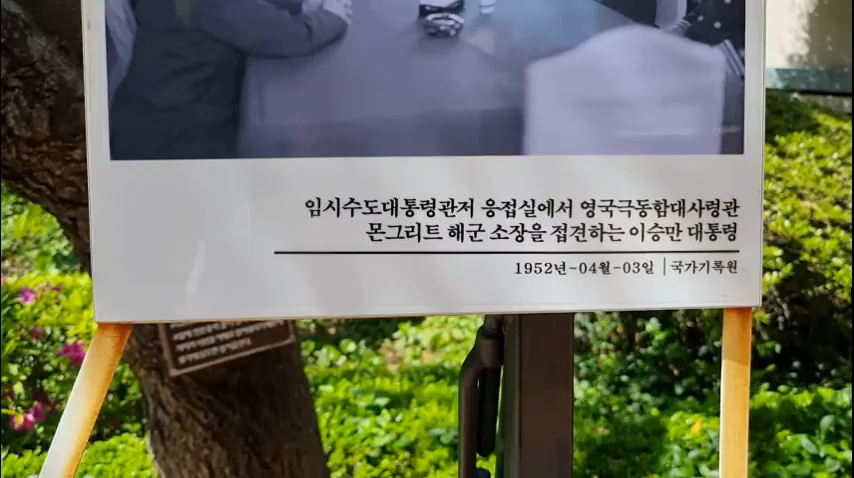 임시수도대통령관저 응접실에서 영국극동함대사령관
몬그리트 해군 소장을 접견하는 이승만 대통령
1952년-04월-03일 | 국가기록원